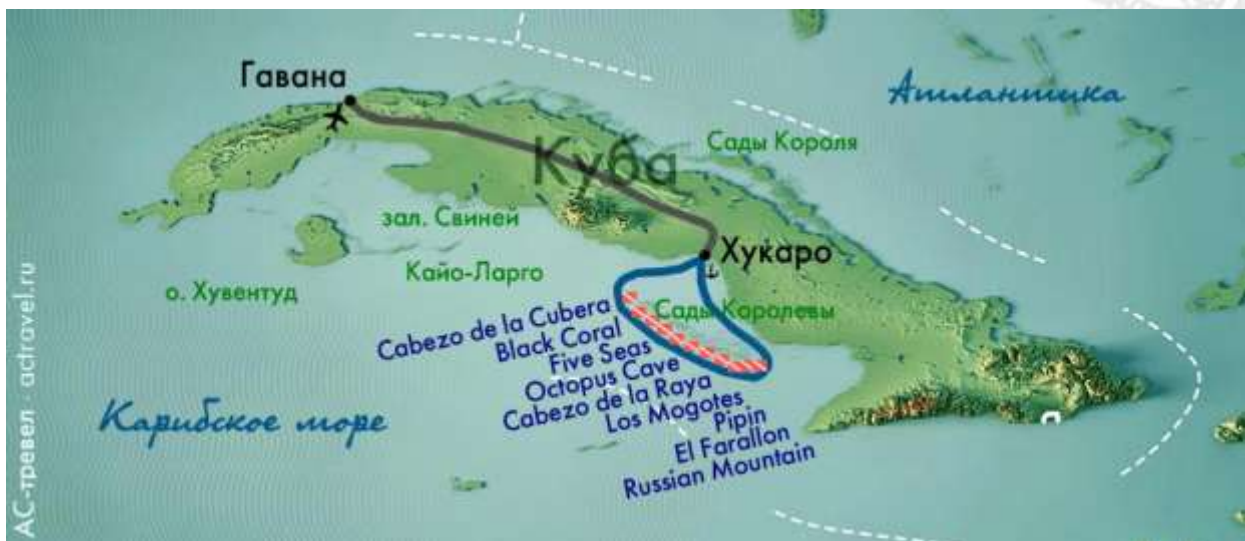 Гавана
Атлантика
Сады Короля
Куба
зал. Свиней
Хукаро
Кайо-Ларго
о. Хувентуд
Сады Королевы
Cabezo de la Cubera
Black Coral
Five Seas
Octopus Cave
Cabezo de la Raya
Los Mogotes
Pipin
El Farallon
Russian Mountain
Карибское море
АС-тревел · actravel.ru